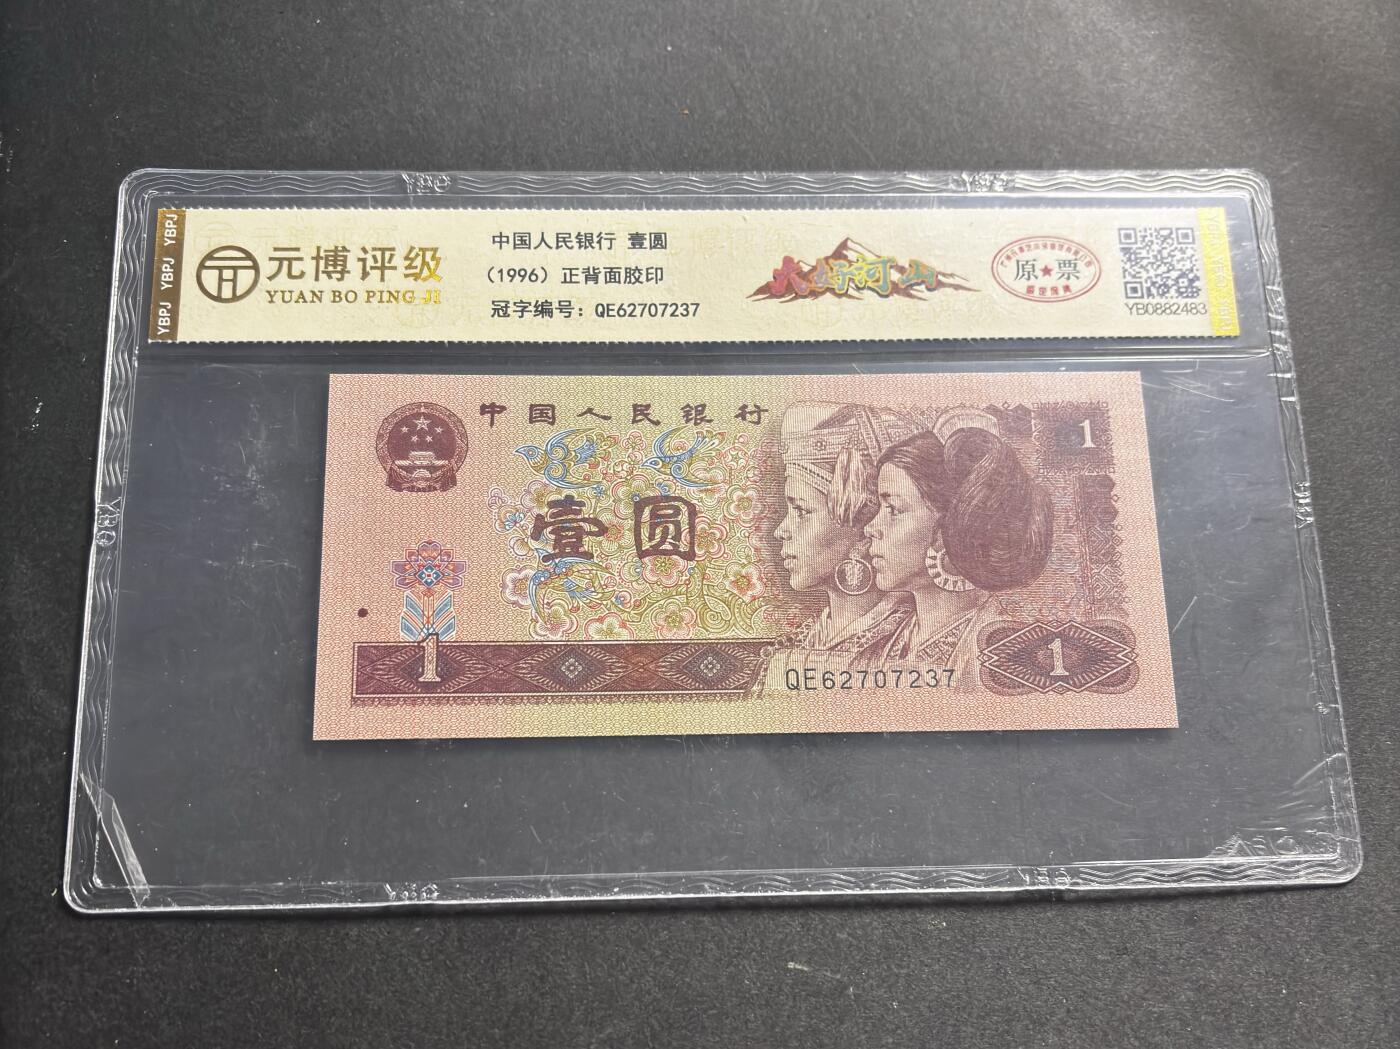 YBPJ YBPJ YBPJ
元博评级
YUAN BO PING JI
中国人民银行 壹圆
（1996）正背面胶印
冠字编号：QE62707237
大好河山
原★票
YB0882483
中国人民银行
1
壹圆
1
QE62707237
1